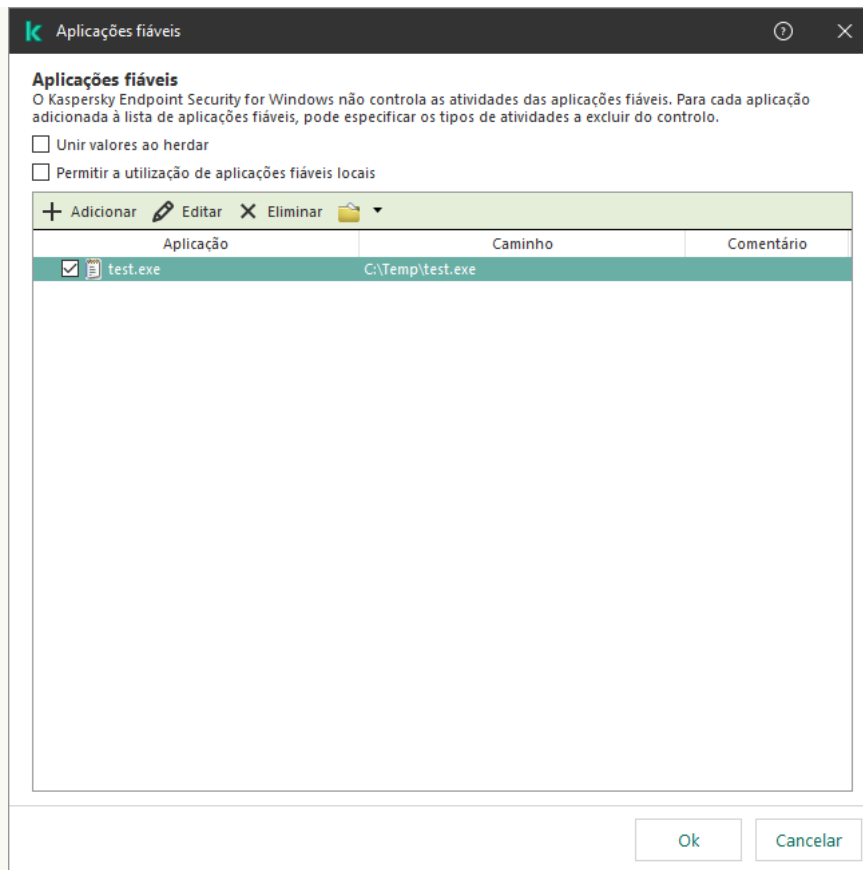 Aplicações fiáveis
Aplicações fiáveis
O Kaspersky Endpoint Security for Windows não controla as atividades das aplicações fiáveis. Para cada aplicação
adicionada à lista de aplicações fiáveis, pode especificar os tipos de atividades a excluir do controlo.
Unir valores ao herdar
Permitir a utilização de aplicações fiáveis locais
Adicionar Editar Eliminar
Aplicação Caminho Comentário
test.exe C:\Temp\test.exe
Ok Cancelar